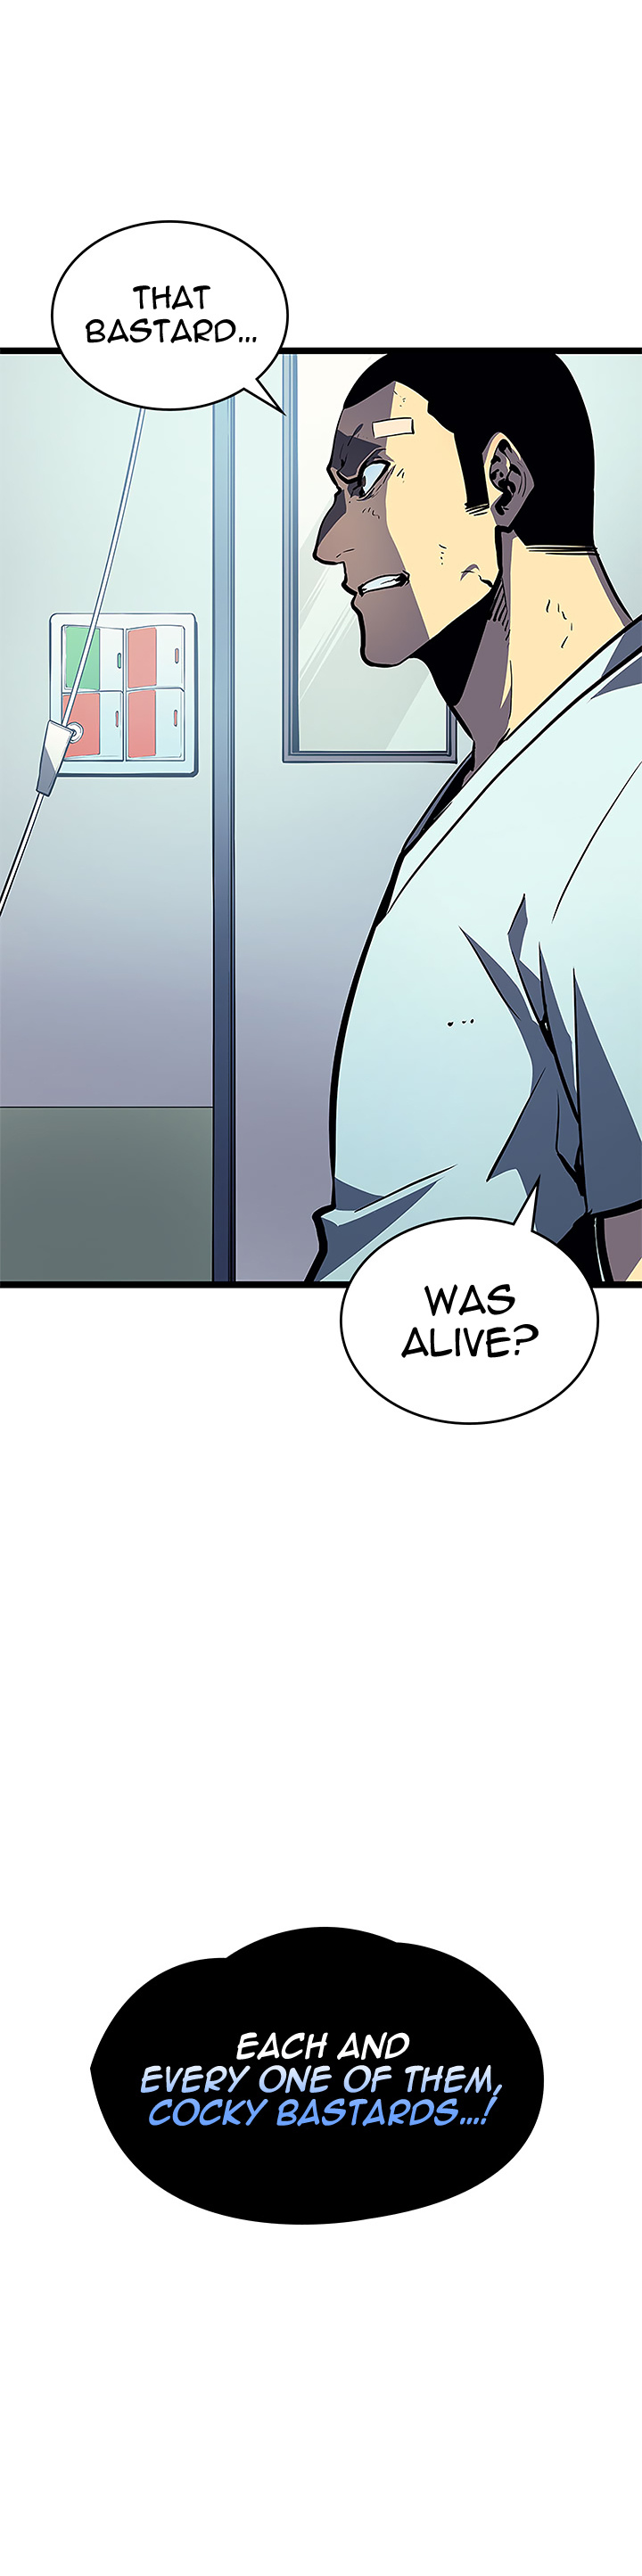 THAT
BASTARD...
WAS
ALIVE?
EACH AND
EVERY ONE OF THEM,
COCKY BASTARDS...!